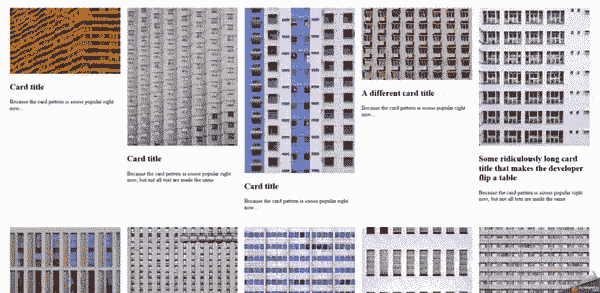 Card title
Because the card pattern is soooo popular right
now...
Card title
Because the card pattern is soooo popular right
now, but not all text are made the same
Card title
Because the card pattern is soooo popular right
now...
A different card title
Because the card pattern is soooo popular right
now...
Some ridiculously long card
title that makes the developer
flip a table
Because the card pattern is soooo popular right
now, but not all text are made the same